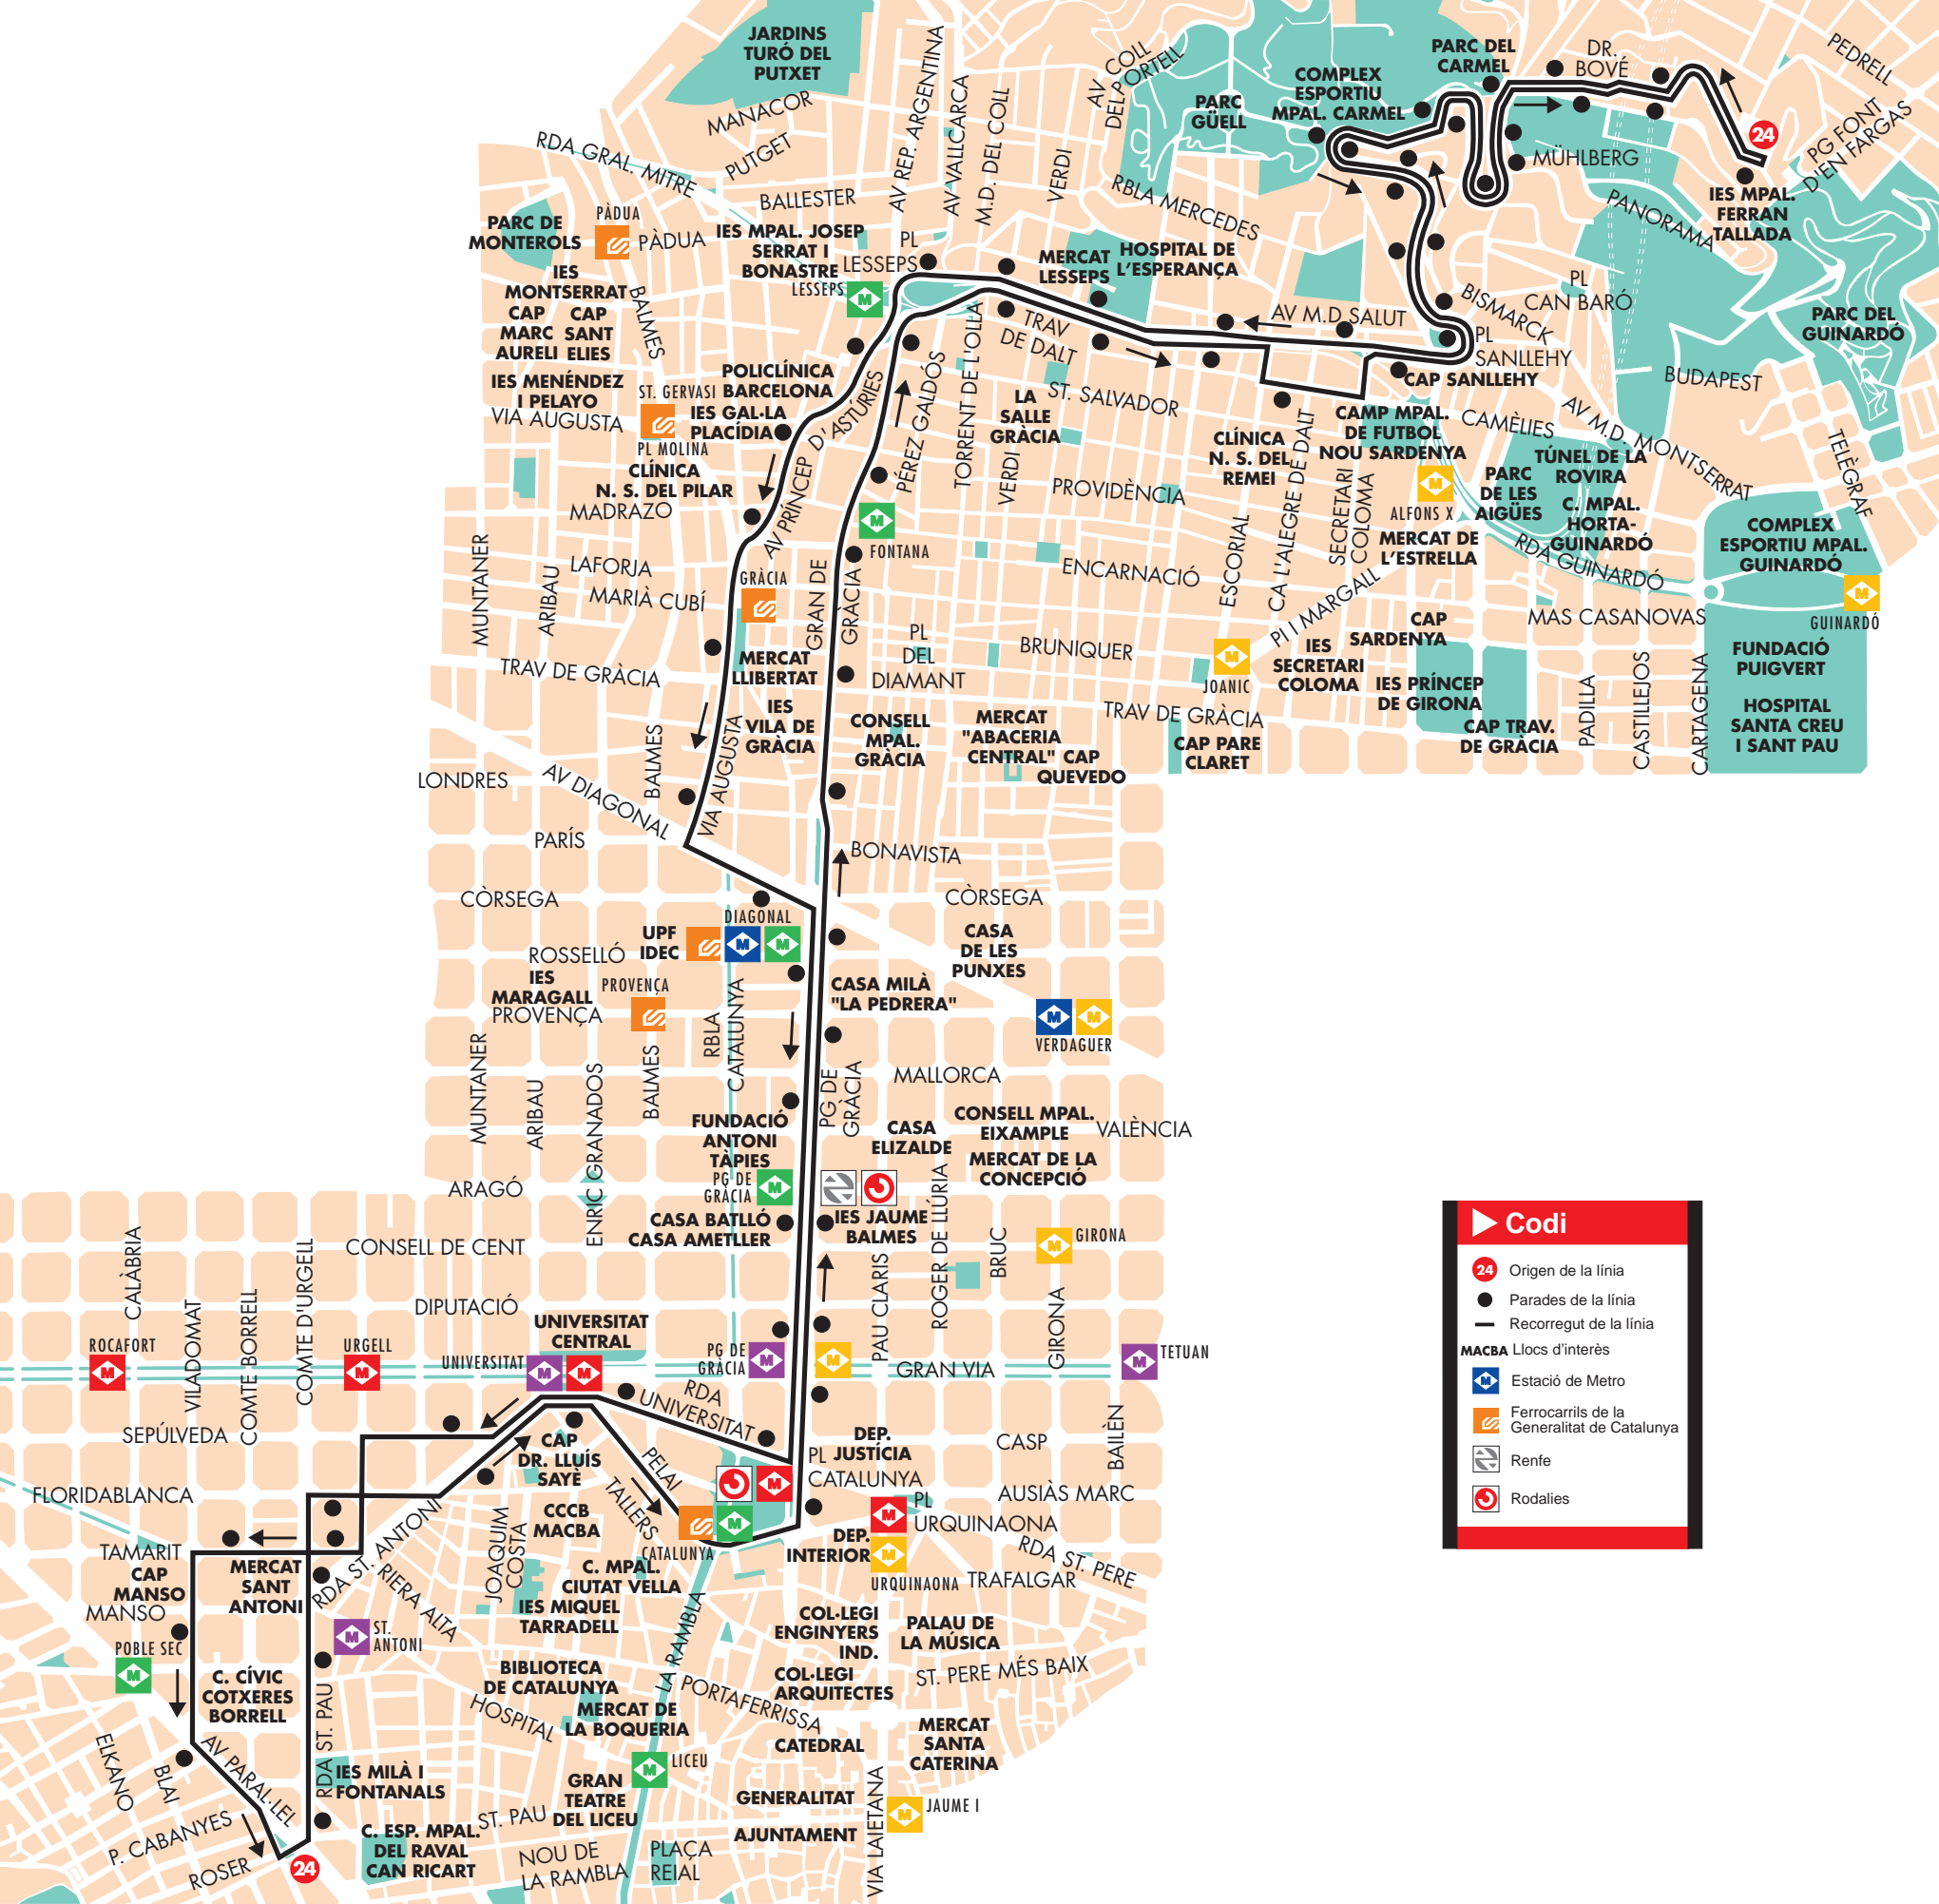 JARDINS
TURÓ DEL
PUTXET
MANACOR
PUTGET
RDA GRAL. MITRE
BALLESTER
AV REP. ARGENTINA
AV VALLCARCA
M.D. DEL COLL
VERDI
AV COLL
DEL PORTELL
PARC
GÜELL
RBLA MERCEDES
COMPLEX
ESPORTIU
MPAL. CARMEL
PARC DEL
CARMEL
DR.
BOVÉ
PEDRELL
24
PG FONT
D'EN FARGAS
MÜHLBERG
PANORAMA
IES MPAL.
FERRAN
TALLADA
PARC DE
MONTEROLS
PÀDUA
PÀDUA
IES MPAL. JOSEP
SERRAT I
BONASTRE
LESSEPS
PL
LESSEPS
MERCAT
LESSEPS
HOSPITAL DE
L'ESPERANÇA
IES
MONTSERRAT
CAP
MARC
AURELI
CAP
SANT
ELIES
BALMES
AV M.D SALUT
BISMARCK
PL
SANLLEHY
PL
CAN BARÓ
PARC DEL
GUINARDÓ
BUDAPEST
CAP SANLLEHY
TRAV
DE DALT
IES MENÉNDEZ
I PELAYO
VIA AUGUSTA
ST. GERVASI
PL MOLINA
POLICLÍNICA
BARCELONA
IES GAL·LA
PLACÍDIA
AV PRÍNCEP D'ASTÚRIES
PÉREZ GALDÓS
TORRENT DE L'OLLA
LA
SALLE
GRÀCIA
ST. SALVADOR
VERDI
CLÍNICA
N. S. DEL
REMEI
CAMP MPAL.
DE FUTBOL
NOU SARDENYA
CAMÈLIES
AV M.D. MONTSERRAT
TELÈGRAF
TÚNEL DE LA
ROVIRA
PARC
DE LES
AIGÜES
C. MPAL.
HORTA-
GUINARDÓ
CLÍNICA
N. S. DEL PILAR
MADRAZO
PROVIDÈNCIA
ESCORIAL
CA L'ALEGRE DE DALT
SECRETARI
COLOMA
ALFONS X
MERCAT DE
L'ESTRELLA
RDA GUINARDÓ
COMPLEX
ESPORTIU MPAL.
GUINARDÓ
GUINARDÓ
MUNTANER
ARIBAU
LAFORJA
MARIÀ CUBÍ
GRÀCIA
FONTANA
GRAN DE
GRÀCIA
ENCARNACIÓ
PI I MARGALL
MAS CASANOVAS
FUNDACIÓ
PUIGVERT
HOSPITAL
SANTA CREU
I SANT PAU
TRAV DE GRÀCIA
MERCAT
LLIBERTAT
IES
VILA DE
GRÀCIA
PL
DEL
DIAMANT
BRUNIQUER
JOANIC
CAP
SARDENYA
IES
SECRETARI
COLOMA
IES PRÍNCEP
DE GIRONA
CAP TRAV.
DE GRÀCIA
PADILLA
CASTILLEJOS
CARTAGENA
CONSELL
MPAL.
GRÀCIA
MERCAT
"ABACERIA
CENTRAL"
CAP
QUEVEDO
TRAV DE GRÀCIA
CAP PARE
CLARET
LONDRES
AV DIAGONAL
BALMES
VIA AUGUSTA
PARÍS
BONAVISTA
CÒRSEGA
CÒRSEGA
DIAGONAL
UPF
IDEC
ROSSELLÓ
IES
MARAGALL
PROVENÇA
PROVENÇA
CASA
DE LES
PUNXES
CASA MILÀ
"LA PEDRERA"
VERDAGUER
RBLA
CATALUNYA
MUNTANER
ARIBAU
ENRIC GRANADOS
BALMES
PG DE
GRÀCIA
MALLORCA
FUNDACIÓ
ANTONI
TÀPIES
CASA
ELIZALDE
CONSELL MPAL.
EIXAMPLE
VALÈNCIA
MERCAT DE LA
CONCEPCIÓ
PG DE
GRÀCIA
ARAGÓ
CASA BATLLÓ
CASA AMETLLER
IES JAUME
BALMES
ROGER DE LLÚRIA
BRUC
GIRONA
GIRONA
PAU CLARIS
CALÀBRIA
VILADOMAT
COMTE BORRELL
COMTE D'URGELL
CONSELL DE CENT
DIPUTACIÓ
UNIVERSITAT
CENTRAL
ROCAFORT
URGELL
UNIVERSITAT
PG DE
GRÀCIA
GRAN VIA
TETUAN
RDA
UNIVERSITAT
SEPÚLVEDA
CAP
DR. LLUÍS
SAYÈ
PELAI
TALLERS
DEP.
JUSTÍCIA
PL
CATALUNYA
CASP
BAILÈN
AUSIÀS MARC
PL
URQUINAONA
FLORIDABLANCA
RDA ST. ANTONI
CCCB
MACBA
JOAQUIM
COSTA
CATALUNYA
DEP.
INTERIOR
URQUINAONA
RDA ST. PERE
TRAFALGAR
TAMARIT
CAP
MANSO
MANSO
MERCAT
SANT
ANTONI
RIERA ALTA
C. MPAL.
CIUTAT VELLA
IES MIQUEL
TARRADELL
LA RAMBLA
COL·LEGI
ENGINYERS
IND.
PALAU DE
LA MÚSICA
POBLE SEC
ST.
ANTONI
C. CÍVIC
COTXERES
BORRELL
RDA ST. PAU
BIBLIOTECA
DE CATALUNYA
HOSPITAL
MERCAT DE
LA BOQUERIA
PORTAFERRISSA
COL·LEGI
ARQUITECTES
ST. PERE MÉS BAIX
CATEDRAL
MERCAT
SANTA
CATERINA
ELKANO
BLAI
AV PARAL·LEL
IES MILÀ I
FONTANALS
LICEU
GRAN
TEATRE
DEL LICEU
ST. PAU
GENERALITAT
AJUNTAMENT
VIA LAIETANA
JAUME I
P. CABANYES
ROSER
24
C. ESP. MPAL.
DEL RAVAL
CAN RICART
NOU DE
LA RAMBLA
PLAÇA
REIAL
Codi
24 Origen de la línia
Parades de la línia
Recorregut de la línia
MACBA Llocs d'interès
Estació de Metro
Ferrocarrils de la
Generalitat de Catalunya
Renfe
Rodalies